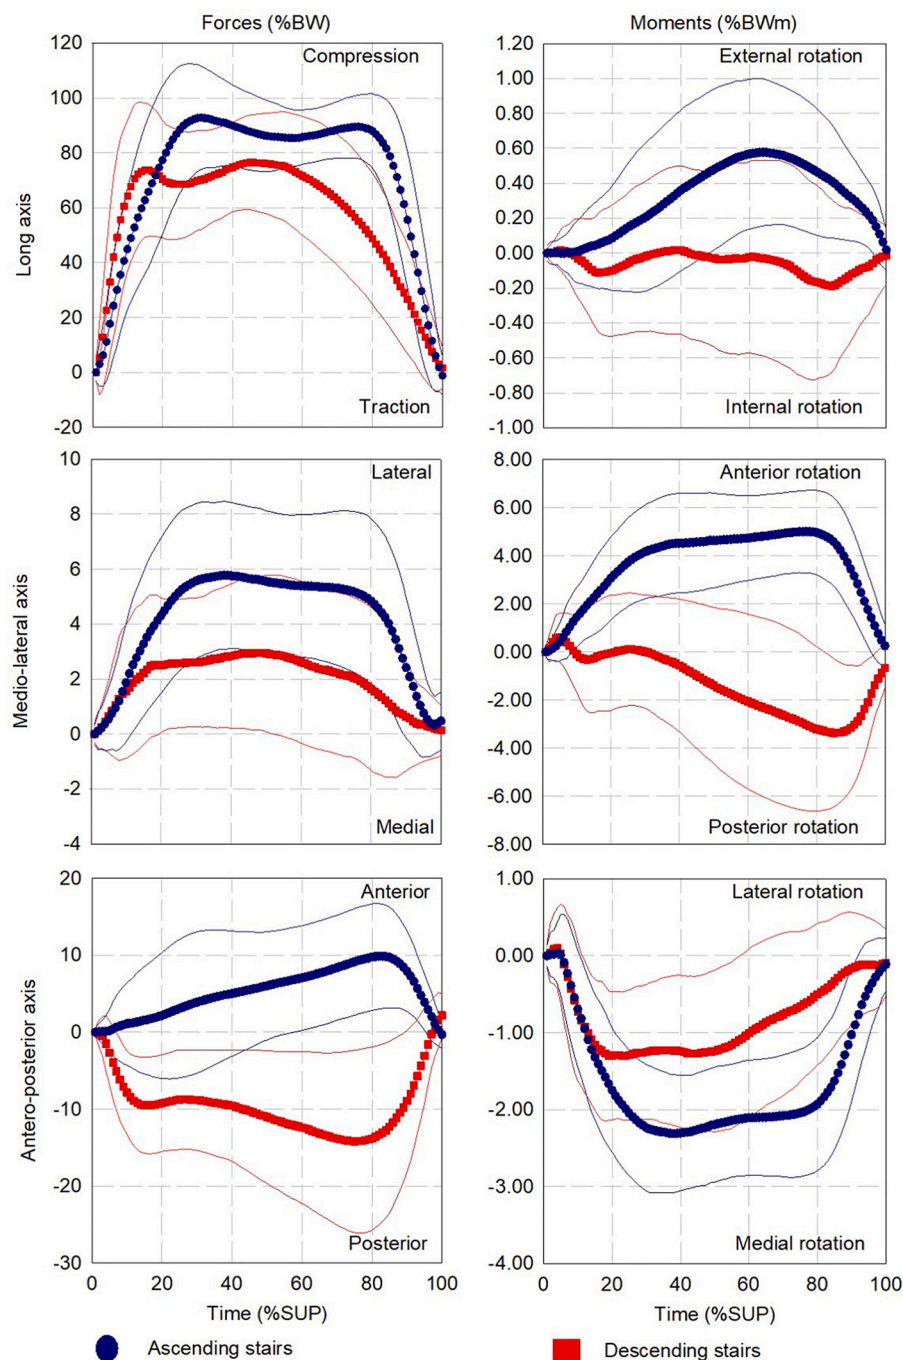 Forces (%BW)
Moments (%BWm)
Long axis
120
100
80
60
40
20
0
-20
Compression
Traction
1.20
1.00
0.80
0.60
0.40
0.20
0.00
-0.20
-0.40
-0.60
-0.80
-1.00
External rotation
Internal rotation
Medio-lateral axis
10
8
6
4
2
0
-2
-4
Lateral
Medial
8.00
6.00
4.00
2.00
0.00
-2.00
-4.00
-6.00
-8.00
Anterior rotation
Posterior rotation
Antero-posterior axis
20
10
0
-10
-20
-30
Anterior
Posterior
0 20 40 60 80 100
Time (%SUP)
1.00
0.00
-1.00
-2.00
-3.00
-4.00
Lateral rotation
Medial rotation
0 20 40 60 80 100
Time (%SUP)
Ascending stairs
Descending stairs